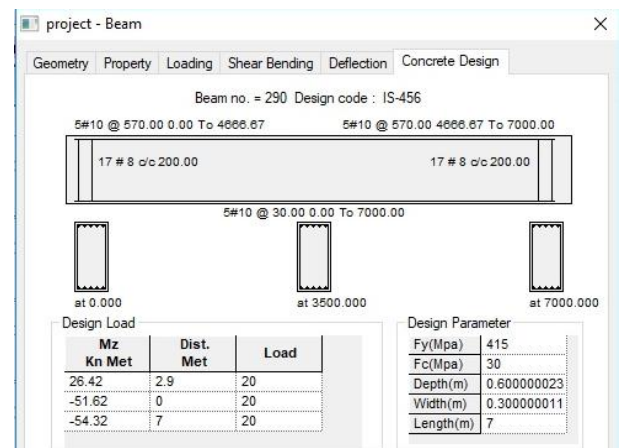 project - Beam
Geometry Property Loading Shear Bending Deflection Concrete Design
Beam no. = 290 Design code : IS-456
5#10 @ 570.00 0.00 To 4666.67 5#10 @ 570.00 4666.67 To 7000.00
17 # 8 c/c 200.00 17 # 8 c/c 200.00
5#10 @ 30.00 0.00 To 7000.00
at 0.000 at 3500.000 at 7000.000
Design Load
Mz Kn Met Dist. Met Load
26.42 2.9 20
-51.62 0 20
-54.32 7 20
Design Parameter
Fy(Mpa) 415
Fc(Mpa) 30
Depth(m) 0.600000023
Width(m) 0.300000011
Length(m) 7